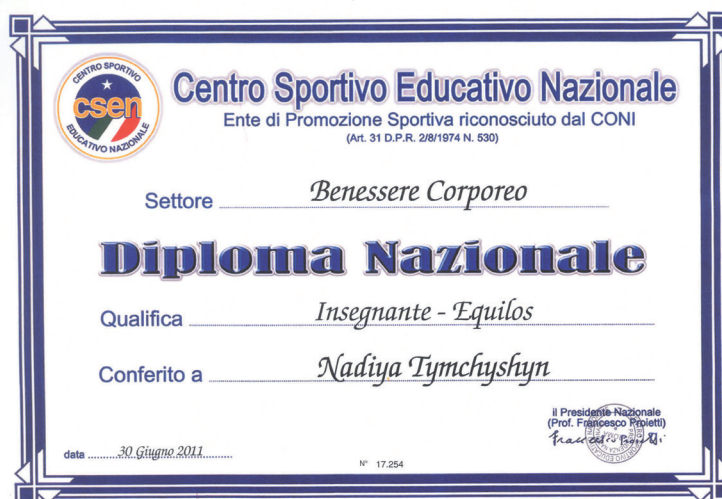 CENTRO SPORTIVO
csen
EDUCATIVO NAZIONALE
Centro Sportivo Educativo Nazionale
Ente di Promozione Sportiva riconosciuto dal CONI
(Art. 31 D.P.R. 2/8/1974 N. 530)
Settore Benessere Corporeo
Diploma Nazionale
Qualifica Insegnante - Equilos
Conferito a Nadiya Tymchyshyn
il Presidente Nazionale
(Prof. Francesco Proietti)
Francesco Proietti
data 30 Giugno 2011
N° 17.254